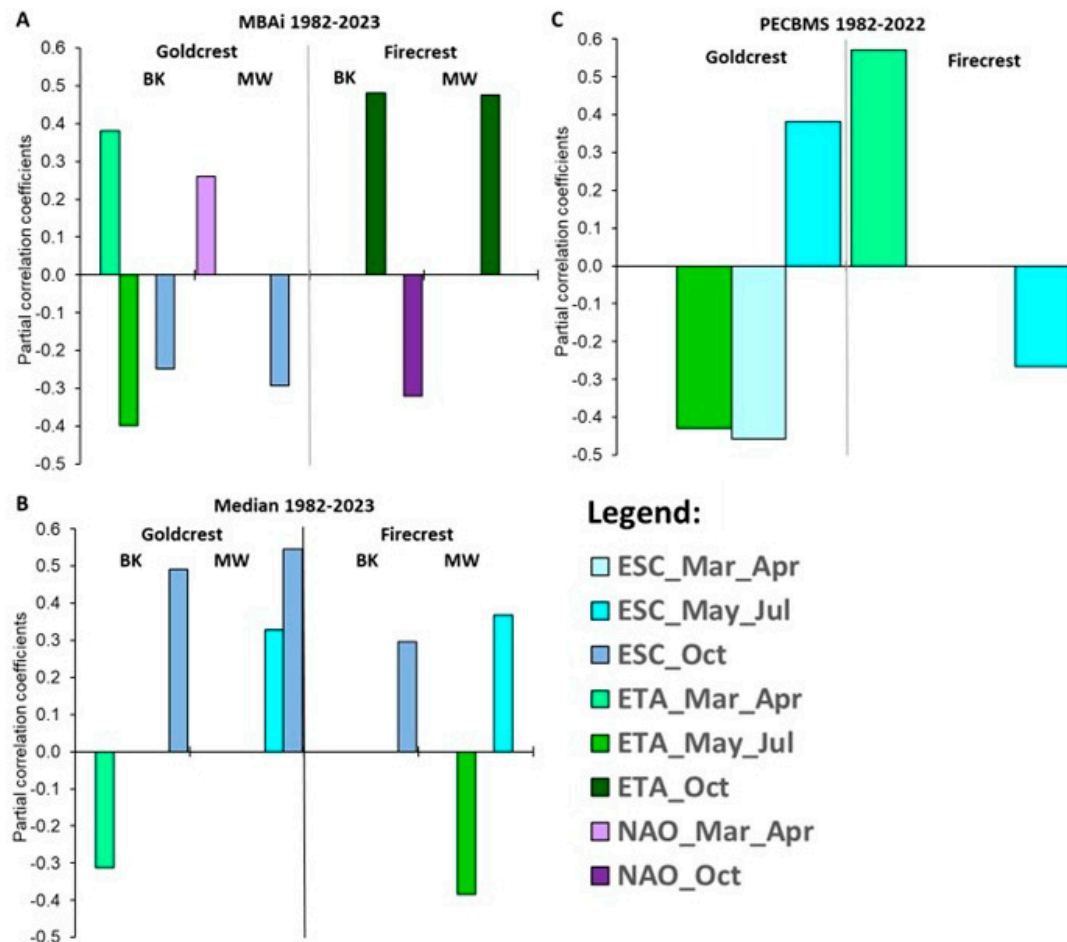 A
MBAi 1982-2023
Goldcrest
Firecrest
BK
MW
BK
MW
Partial correlation coefficients
0.6
0.5
0.4
0.3
0.2
0.1
0.0
-0.1
-0.2
-0.3
-0.4
-0.5
C
PECBMS 1982-2022
Goldcrest
Firecrest
Partial correlation coefficients
0.6
0.5
0.4
0.3
0.2
0.1
0.0
-0.1
-0.2
-0.3
-0.4
-0.5
B
Median 1982-2023
Goldcrest
Firecrest
BK
MW
BK
MW
Partial correlation coefficients
0.6
0.5
0.4
0.3
0.2
0.1
0.0
-0.1
-0.2
-0.3
-0.4
-0.5
Legend:
ESC_Mar_Apr
ESC_May_Jul
ESC_Oct
ETA_Mar_Apr
ETA_May_Jul
ETA_Oct
NAO_Mar_Apr
NAO_Oct